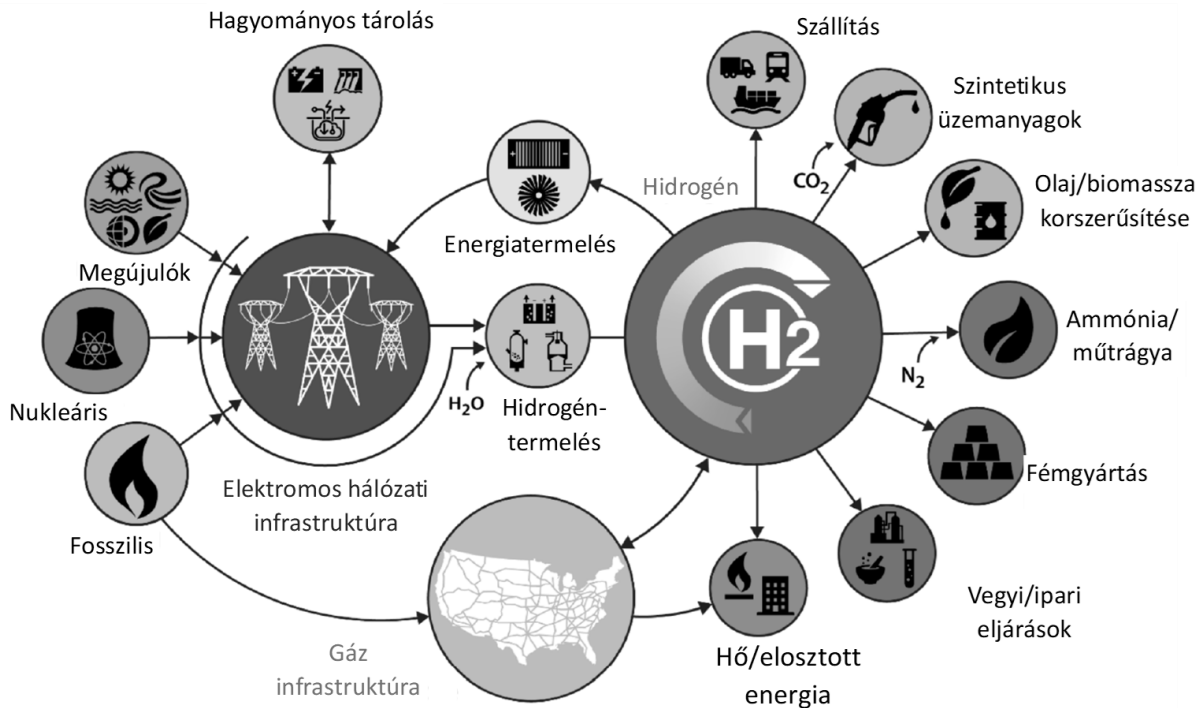 Hagyományos tárolás
Szállítás
Szintetikus
üzemanyagok
CO2
Hidrogén
Olaj/biomassza
korszerűsítése
Energiatermelés
Megújulók
H2
Ammónia/
műtrágya
N2
Nukleáris
H2O
Hidrogén-
termelés
Fémgyártás
Elektromos hálózati
infrastruktúra
Fosszilis
Vegyi/ipari
eljárások
Gáz
infrastruktúra
Hő/elosztott
energia